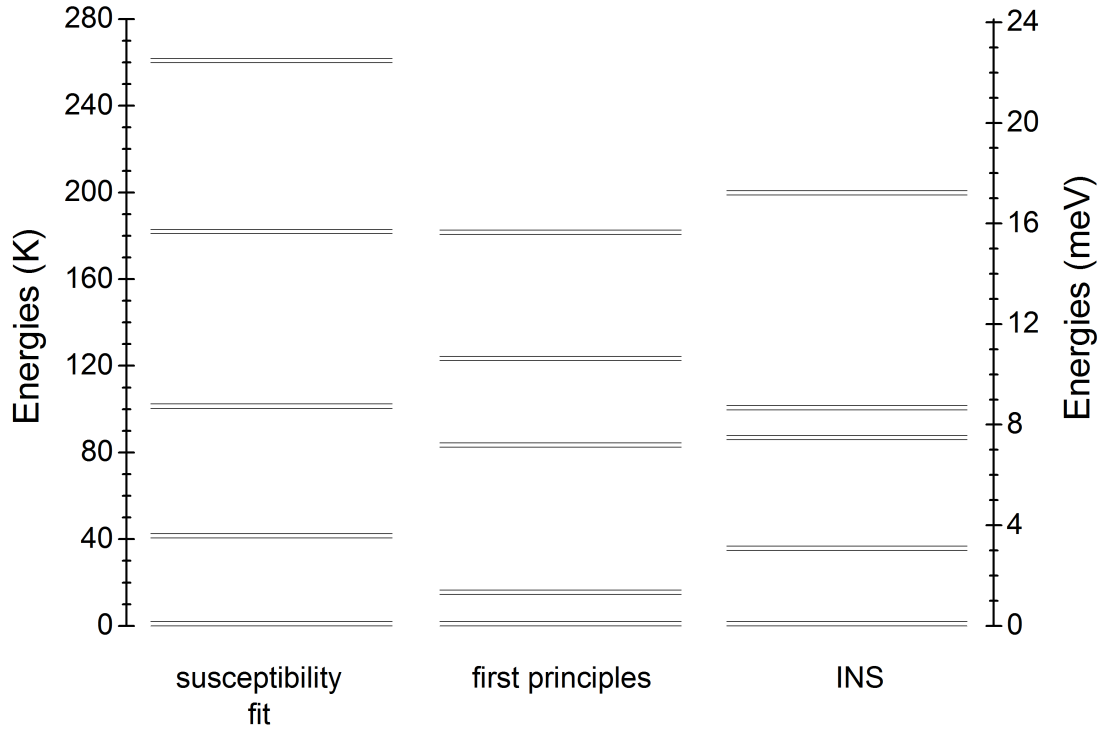 280
240
200
160
120
80
40
0
Energies (K)
24
20
16
12
8
4
0
Energies (meV)
susceptibility
fit
first principles
INS